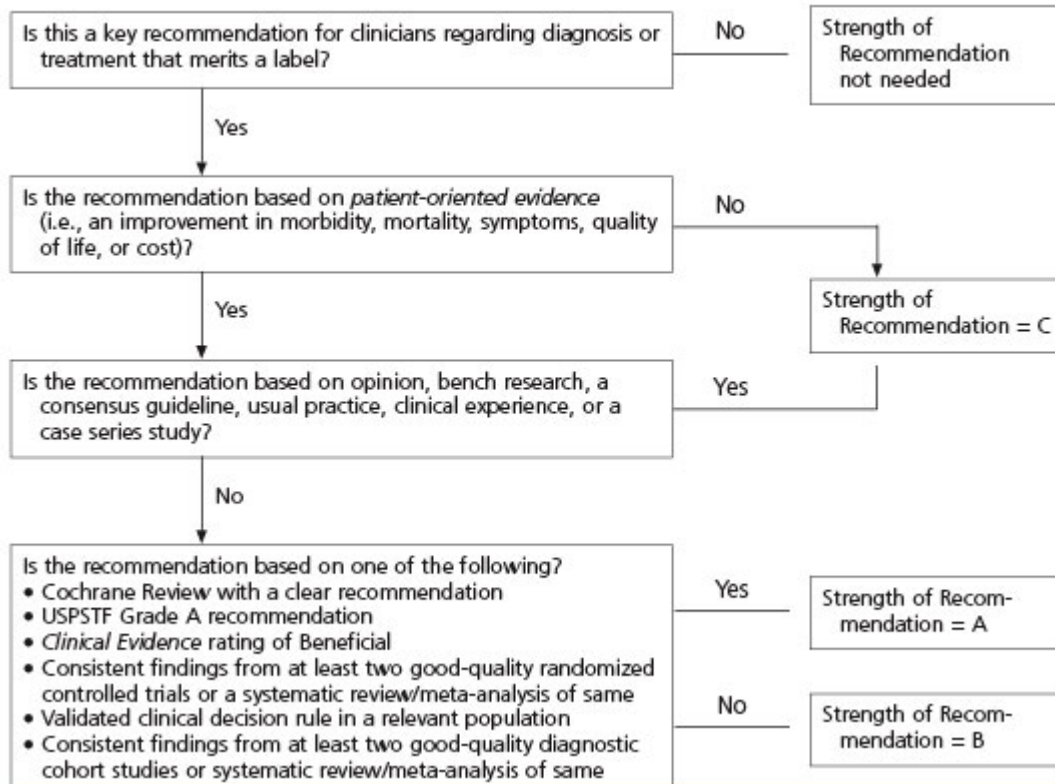 Is this a key recommendation for clinicians regarding diagnosis or
treatment that merits a label?
No
Strength of
Recommendation
not needed
Yes
Is the recommendation based on patient-oriented evidence
(i.e., an improvement in morbidity, mortality, symptoms, quality
of life, or cost)?
No
Strength of
Recommendation = C
Yes
Is the recommendation based on opinion, bench research, a
consensus guideline, usual practice, clinical experience, or a
case series study?
Yes
No
Is the recommendation based on one of the following?
• Cochrane Review with a clear recommendation
• USPSTF Grade A recommendation
• Clinical Evidence rating of Beneficial
• Consistent findings from at least two good-quality randomized
controlled trials or a systematic review/meta-analysis of same
• Validated clinical decision rule in a relevant population
• Consistent findings from at least two good-quality diagnostic
cohort studies or systematic review/meta-analysis of same
Yes
Strength of Recom-
mendation = A
No
Strength of Recom-
mendation = B